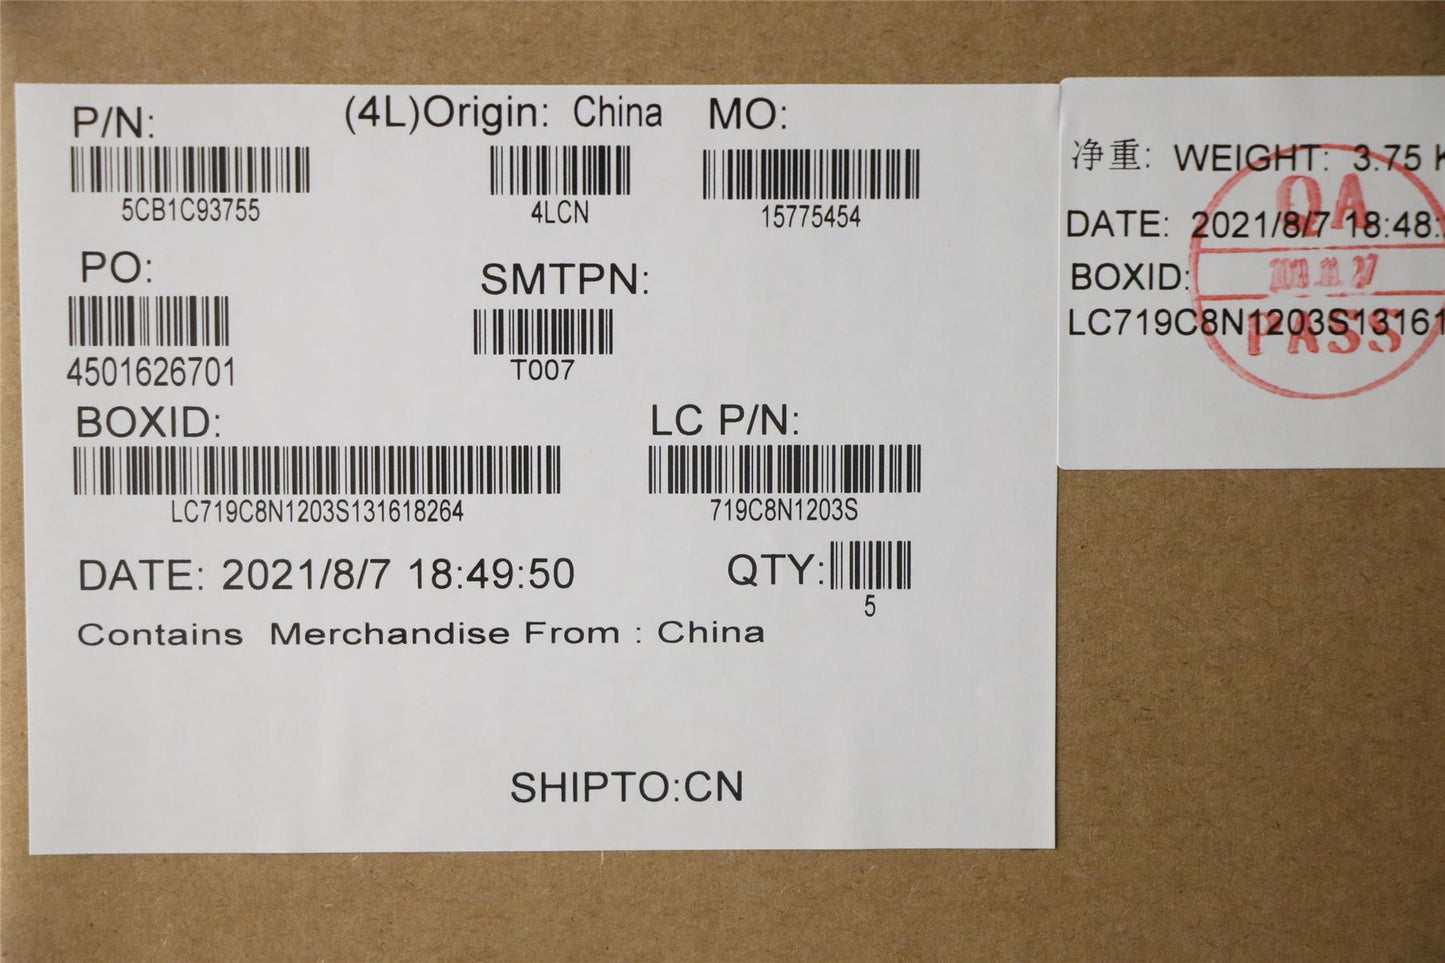 P/N: (4L)Origin: China MO:
5CB1C93755 4LCN 15775454
PO: SMTPN:
4501626701 T007
BOXID: LC P/N:
LC719C8N1203S131618264 719C8N1203S
DATE: 2021/8/7 18:49:50 QTY:
5
Contains Merchandise From : China
SHIPTO:CN
净重: WEIGHT: 3.75 K
DATE: 2021/8/7 18:48:
BOXID:
LC719C8N1203S13161
QA
PASS